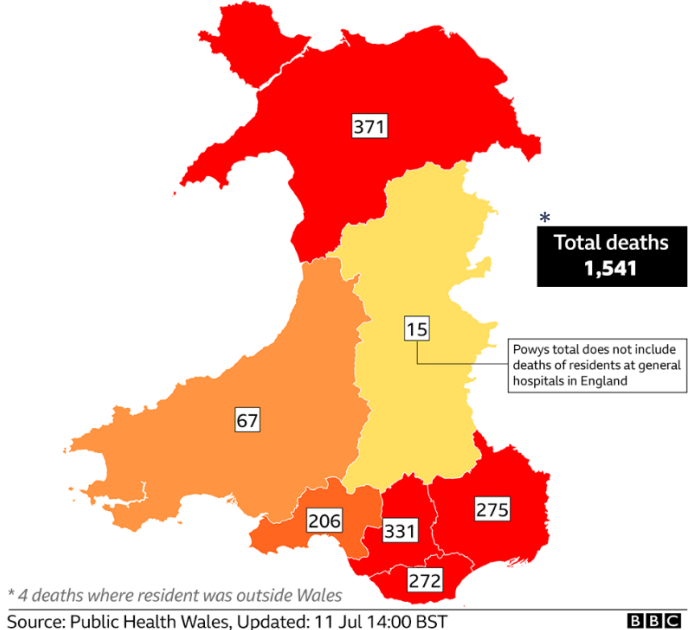 371
*
Total deaths
1,541
15
Powys total does not include
deaths of residents at general
hospitals in England
67
275
206
331
272
* 4 deaths where resident was outside Wales
Source: Public Health Wales, Updated: 11 Jul 14:00 BST
BBC